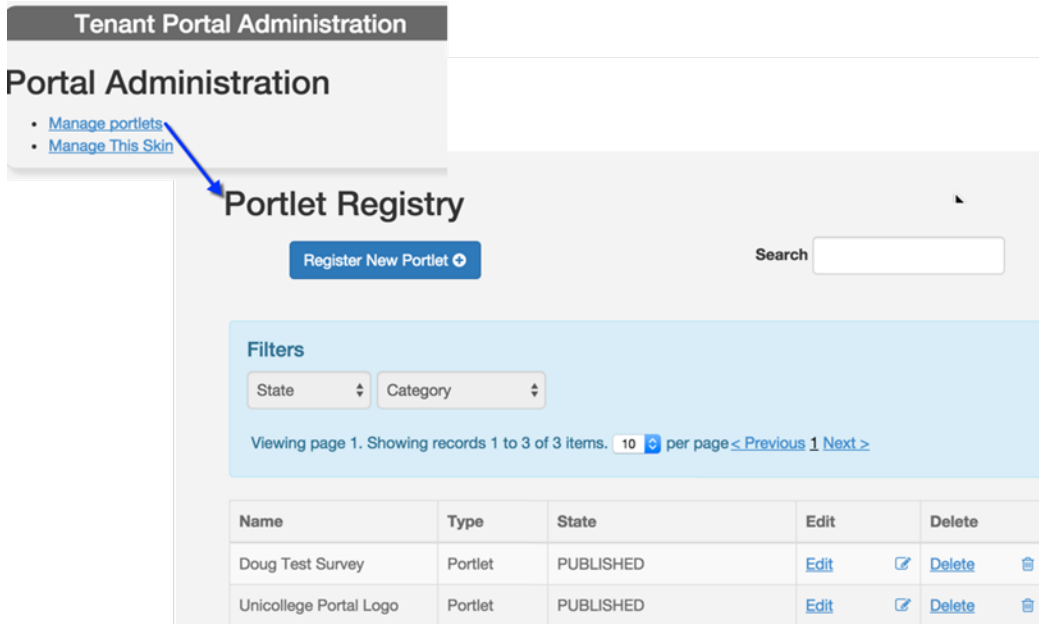 Tenant Portal Administration
Portal Administration
• Manage portlets
• Manage This Skin
Portlet Registry
Register New Portlet
Search
Filters
State Category
Viewing page 1. Showing records 1 to 3 of 3 items. 10 per page < Previous 1 Next >
Name Type State Edit Delete
Doug Test Survey Portlet PUBLISHED Edit Delete
Unicollege Portal Logo Portlet PUBLISHED Edit Delete